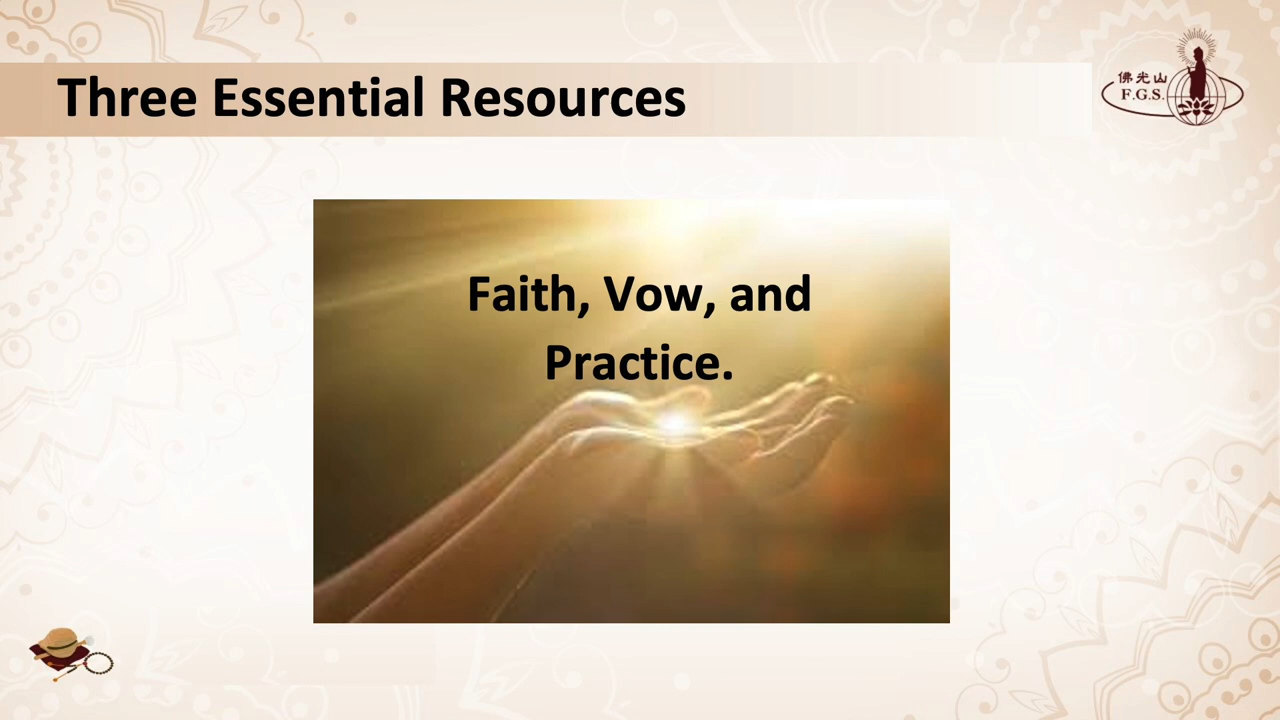 Three Essential Resources
佛光山
F.G.S.
Faith, Vow, and
Practice.